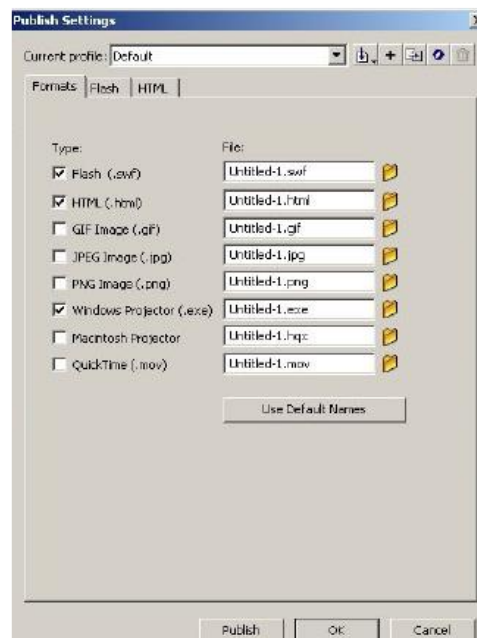 Publish Settings
Current profile: Default
Formats Flash HTML
Type: File:
Flash (.swf) Untitled-1.swf
HTML (.html) Untitled-1.html
GIF Image (.gif) Untitled-1.gif
JPEG Image (.jpg) Untitled-1.jpg
PNG Image (.png) Untitled-1.png
Windows Projector (.exe) Untitled-1.exe
Macintosh Projector Untitled-1.hqx
QuickTime (.mov) Untitled-1.mov
Use Default Names
Publish OK Cancel